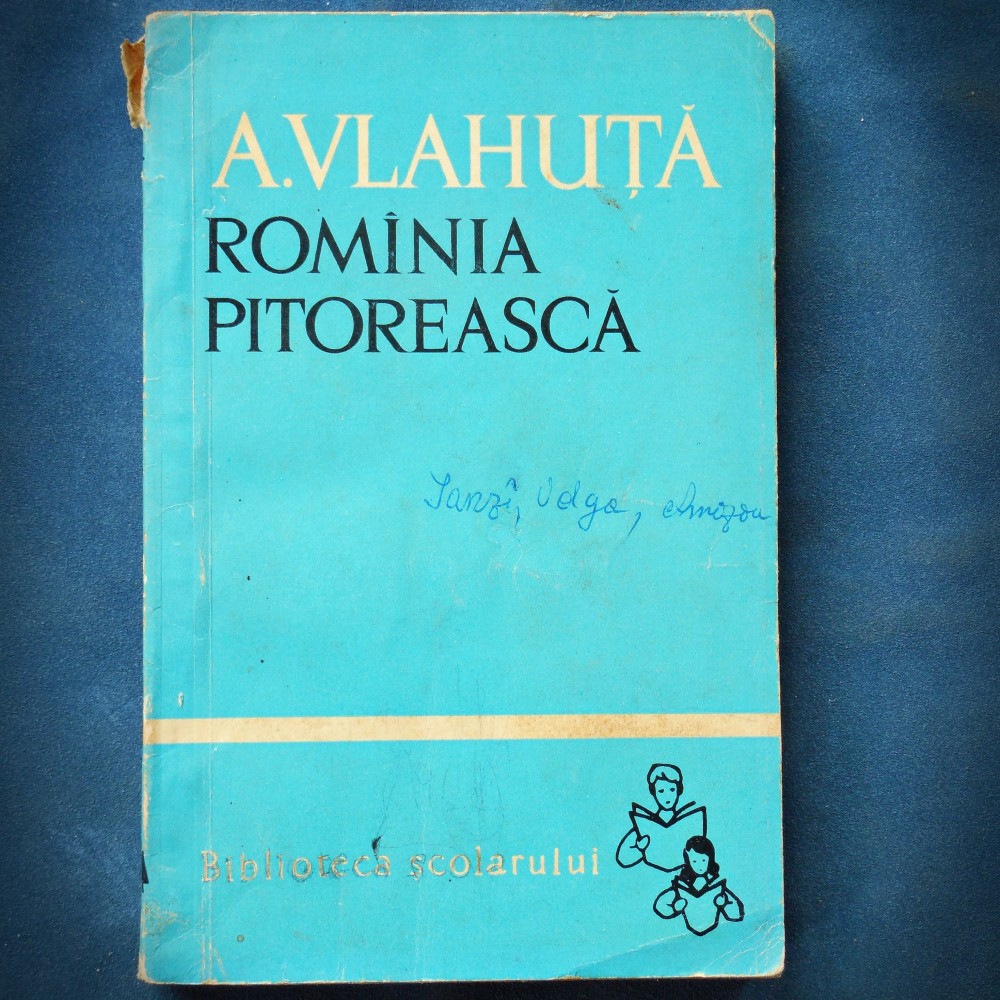 A.VLAHUȚĂ
ROMÎNIA
PITOREASCĂ
Biblioteca școlarului